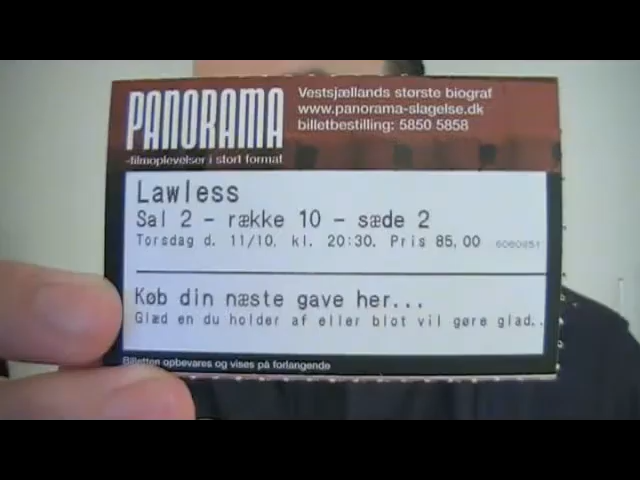 PANORAMA
-filmoplevelser i stort format
Vestsjællands største biograf
www.panorama-slagelse.dk
billetbestilling: 5850 5858
Lawless
Sal 2 - række 10 - sæde 2
Torsdag d. 11/10. kl. 20:30. Pris 85,00
Køb din næste gave her...
Glæd en du holder af eller blot vil gøre glad..
Billetten opbevares og vises på forlangende